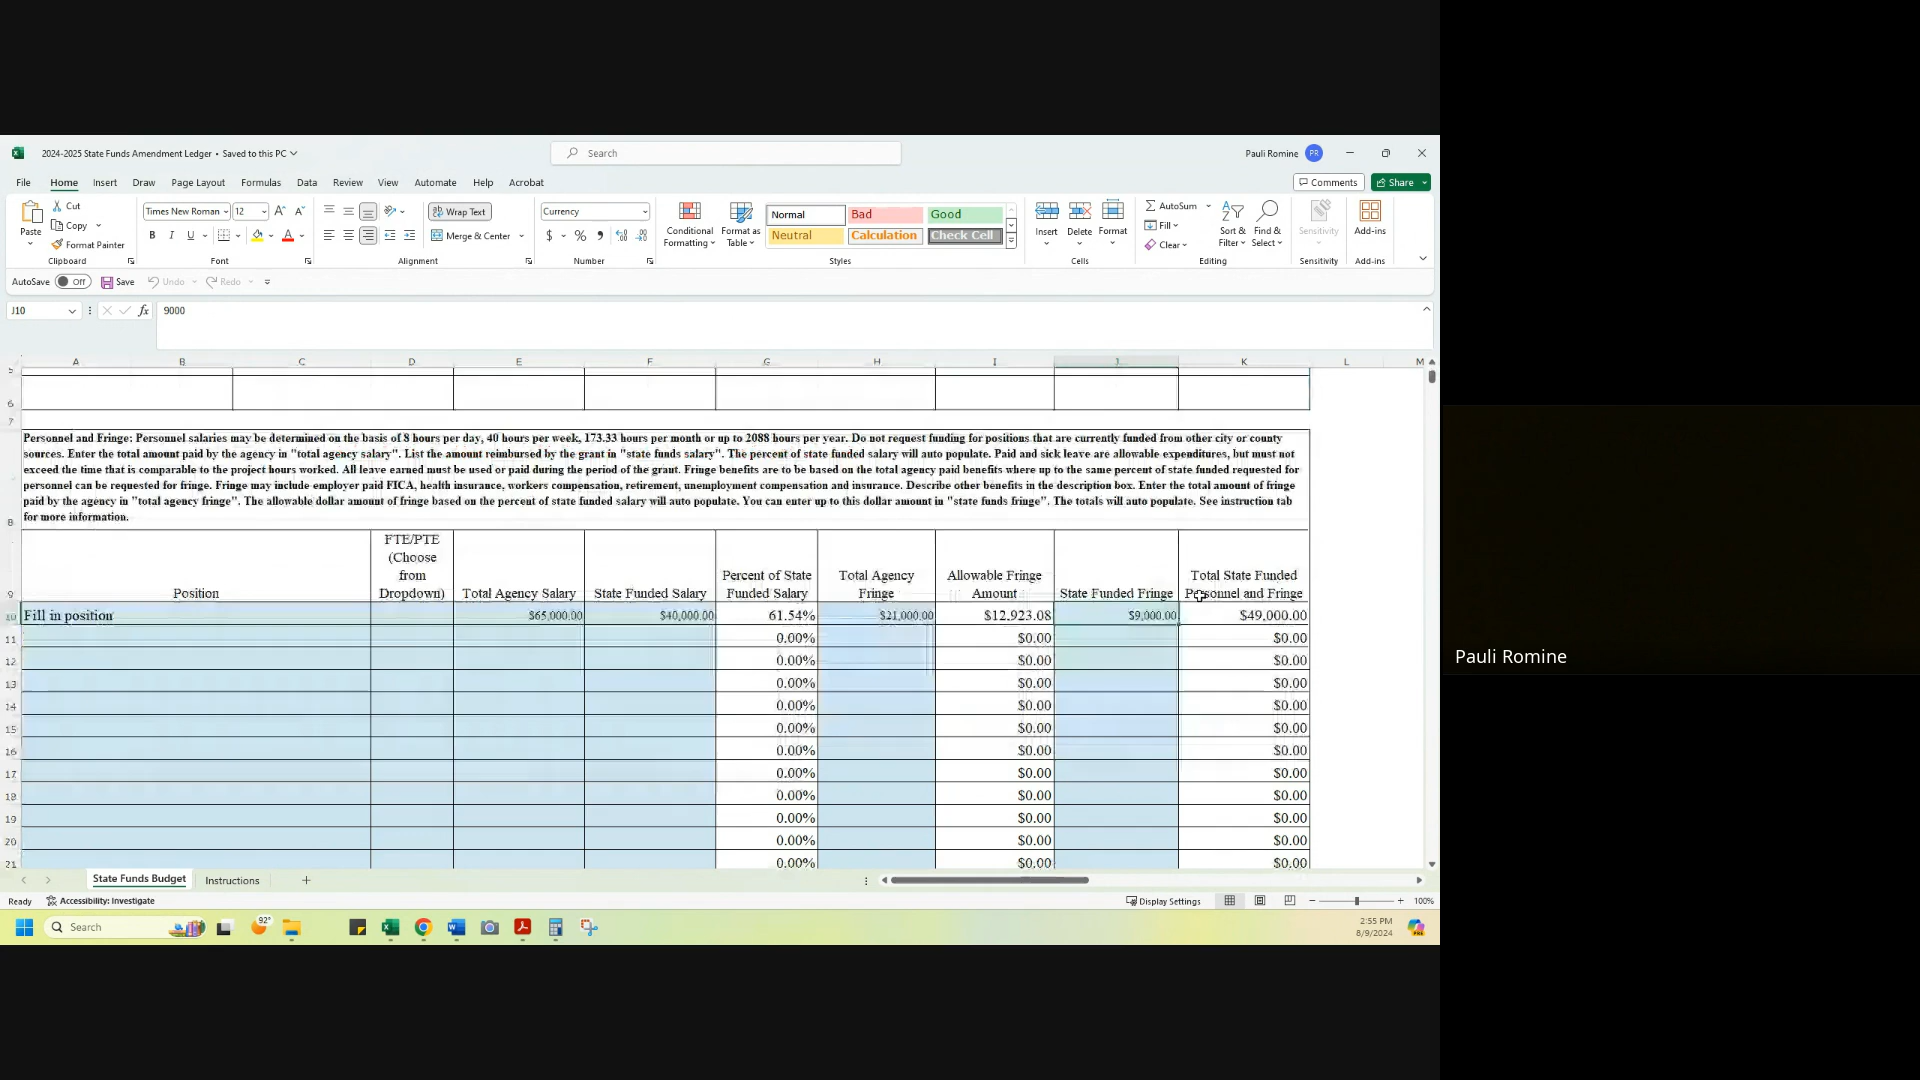 2024-2025 State Funds Amendment Ledger • Saved to this PC
Search
Pauli Romine PR
File Home Insert Draw Page Layout Formulas Data Review View Automate Help Acrobat
Comments Share
Paste
Cut
Copy
Format Painter
Clipboard
Times New Roman 12 A A
B I U A
Font
Wrap Text
Merge & Center
Alignment
Currency
$ % ,
Number
Conditional Formatting
Format as Table
Normal Bad Good
Neutral Calculation Check Cell
Styles
Insert Delete Format
Cells
AutoSum
Fill
Clear
Sort & Filter
Find & Select
Editing
Sensitivity
Sensitivity
Add-ins
Add-ins
AutoSave Off Save Undo Redo
J10 fx 9000
A B C D E F G H I J K L M
5
6
7
Personnel and Fringe: Personnel salaries may be determined on the basis of 8 hours per day, 40 hours per week, 173.33 hours per month or up to 2088 hours per year. Do not request funding for positions that are currently funded from other city or county
sources. Enter the total amount paid by the agency in "total agency salary". List the amount reimbursed by the grant in "state funds salary". The percent of state funded salary will auto populate. Paid and sick leave are allowable expenditures, but must not
exceed the time that is comparable to the project hours worked. All leave earned must be used or paid during the period of the grant. Fringe benefits are to be based on the total agency paid benefits where up to the same percent of state funded requested for
personnel can be requested for fringe. Fringe may include employer paid FICA, health insurance, workers compensation, retirement, unemployment compensation and insurance. Describe other benefits in the description box. Enter the total amount of fringe
paid by the agency in "total agency fringe". The allowable dollar amount of fringe based on the percent of state funded salary will auto populate. You can enter up to this dollar amount in "state funds fringe". The totals will auto populate. See instruction tab
8 for more information.
9 Position
FTE/PTE (Choose from Dropdown)
Total Agency Salary
State Funded Salary
Percent of State Funded Salary
Total Agency Fringe
Allowable Fringe Amount
State Funded Fringe
Total State Funded Personnel and Fringe
10 Fill in position $65,000.00 $40,000.00 61.54% $21,000.00 $12,923.08 $9,000.00 $49,000.00
11 0.00% $0.00 $0.00
12 0.00% $0.00 $0.00
13 0.00% $0.00 $0.00
14 0.00% $0.00 $0.00
15 0.00% $0.00 $0.00
16 0.00% $0.00 $0.00
17 0.00% $0.00 $0.00
18 0.00% $0.00 $0.00
19 0.00% $0.00 $0.00
20 0.00% $0.00 $0.00
21 0.00% $0.00 $0.00
State Funds Budget Instructions +
Ready Accessibility: Investigate Display Settings 100%
Search 92° 2:55 PM
8/9/2024
Pauli Romine